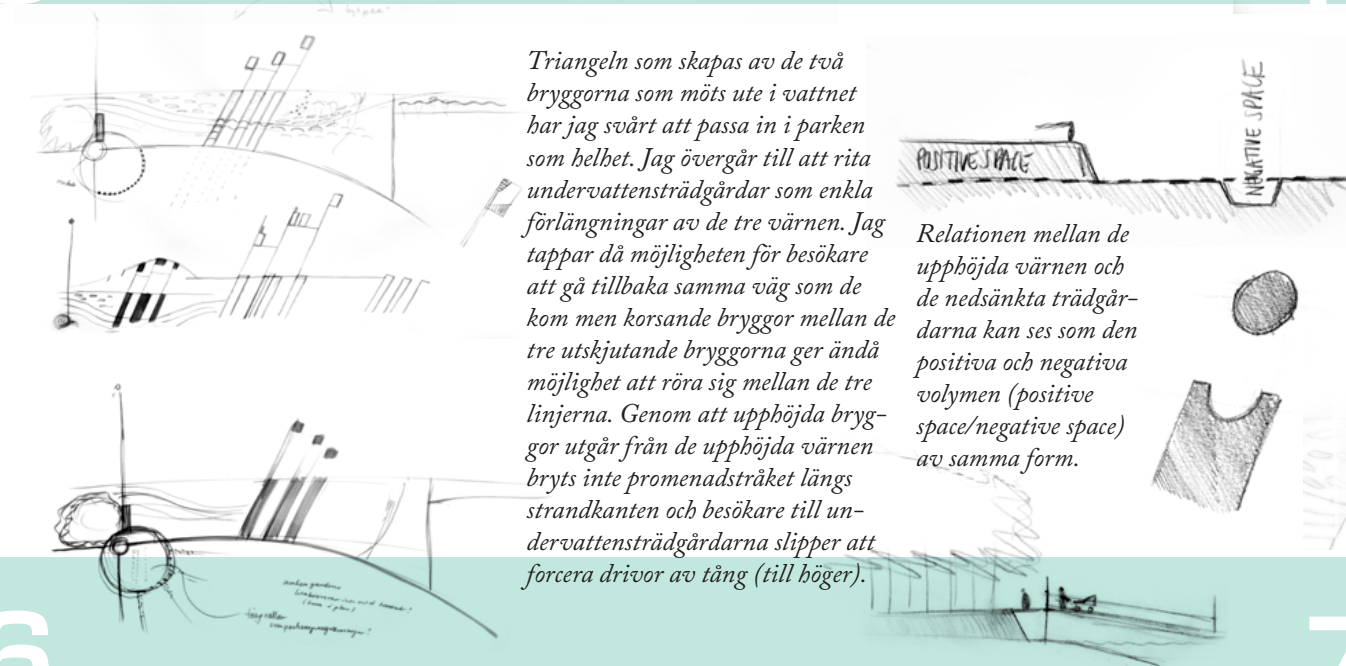 Triangeln som skapas av de två
bryggorna som möts ute i vattnet
har jag svårt att passa in i parken
som helhet. Jag övergår till att rita
undervattensträdgårdar som enkla
förlängningar av de tre värnen. Jag
tappar då möjligheten för besökare
att gå tillbaka samma väg som de
kom men korsande bryggor mellan de
tre utskjutande bryggorna ger ändå
möjlighet att röra sig mellan de tre
linjerna. Genom att upphöjda bryg-
gor utgår från de upphöjda värnen
bryts inte promenadstråket längs
strandkanten och besökare till un-
dervattensträdgårdarna slipper att
forcera drivor av tång (till höger).
POSITIVE SPACE
NEGATIVE SPACE
Relationen mellan de
upphöjda värnen och
de nedsänkta trädgår-
darna kan ses som den
positiva och negativa
volymen (positive
space/negative space)
av samma form.
6
7